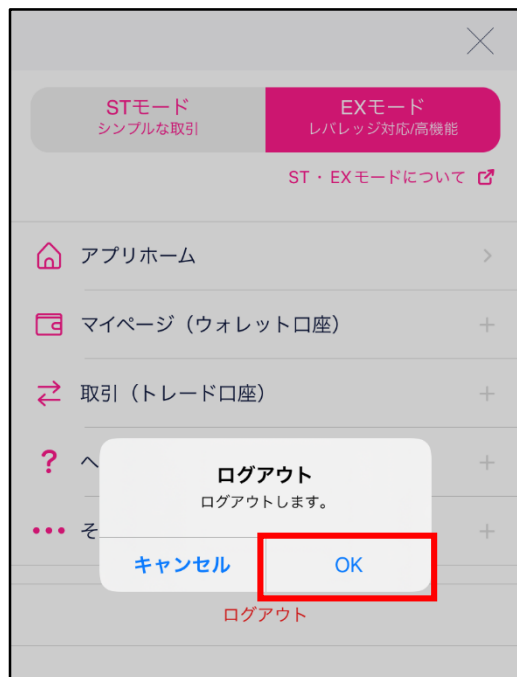 STモード
シンプルな取引
EXモード
レバレッジ対応/高機能
ST・EXモードについて
アプリホーム
マイページ（ウォレット口座）
取引（トレード口座）
ヘ
そ
ログアウト
ログアウトします。
キャンセル
OK
ログアウト